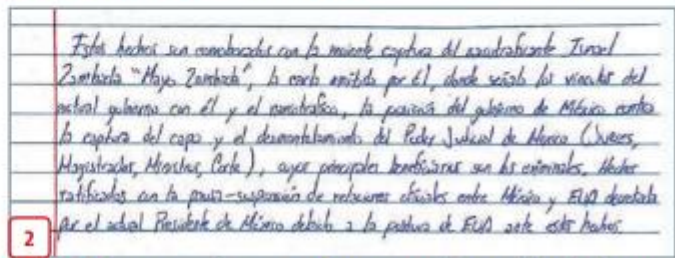 Estos hechos son corroborados con la reciente captura del narcotraficante Ismael
Zambada "Mayo Zambada", la carta emitida por él, donde señala los vínculos del
actual gobierno con él y el narcotráfico, la posición del gobierno de México contra
la captura del capo y el desmantelamiento del Poder Judicial de México (Jueces,
Magistrados, Ministros, Corte), cuyos principales beneficiarios son los criminales. Hechos
ratificados con la pausa-suspensión de relaciones oficiales entre México y EUA decretada
por el actual Presidente de México debido a la postura de EUA ante estos hechos.
2